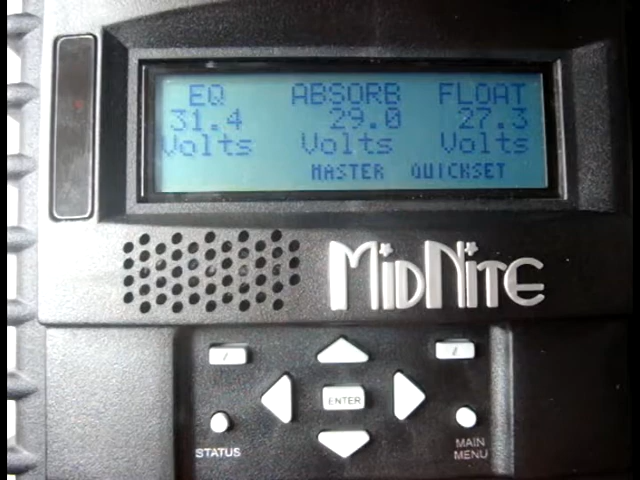 EQ ABSORB FLOAT
31.4 29.0 27.3
Volts Volts Volts
MASTER QUICKSET
MIDNITE
ENTER
STATUS
MAIN
MENU